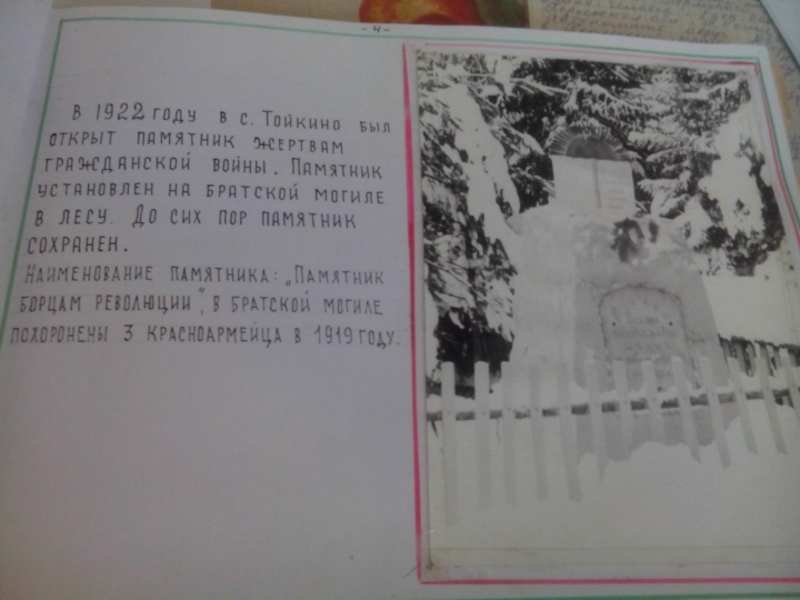 -4-
В 1922 году в с. Тойкино был
открыт памятник жертвам
гражданской войны. Памятник
установлен на братской могиле
в лесу. До сих пор памятник
сохранен.
Наименование памятника: „Памятник
борцам революции", в братской могиле
похоронены 3 красноармейца в 1919 году.